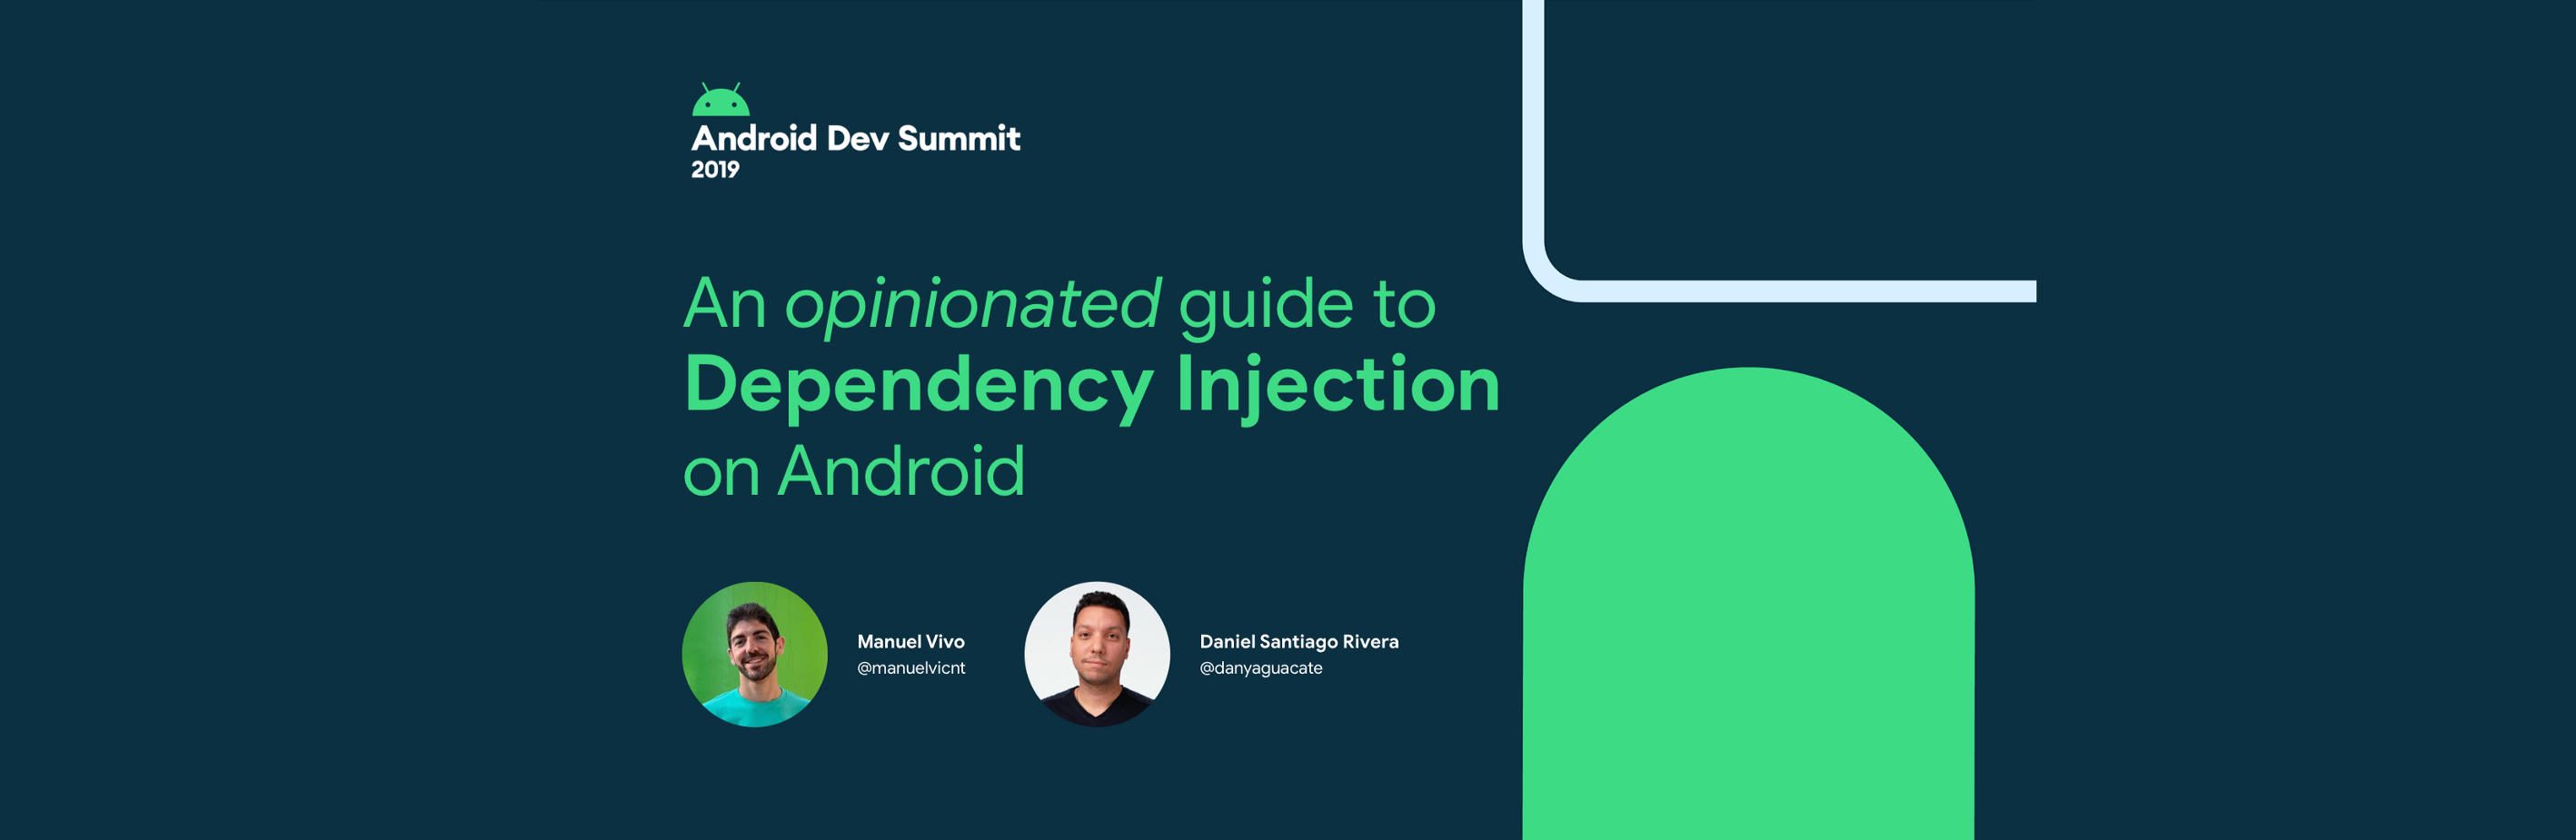 Android Dev Summit
2019
An opinionated guide to
Dependency Injection
on Android
Manuel Vivo
@manuelvicnt
Daniel Santiago Rivera
@danyaguacate